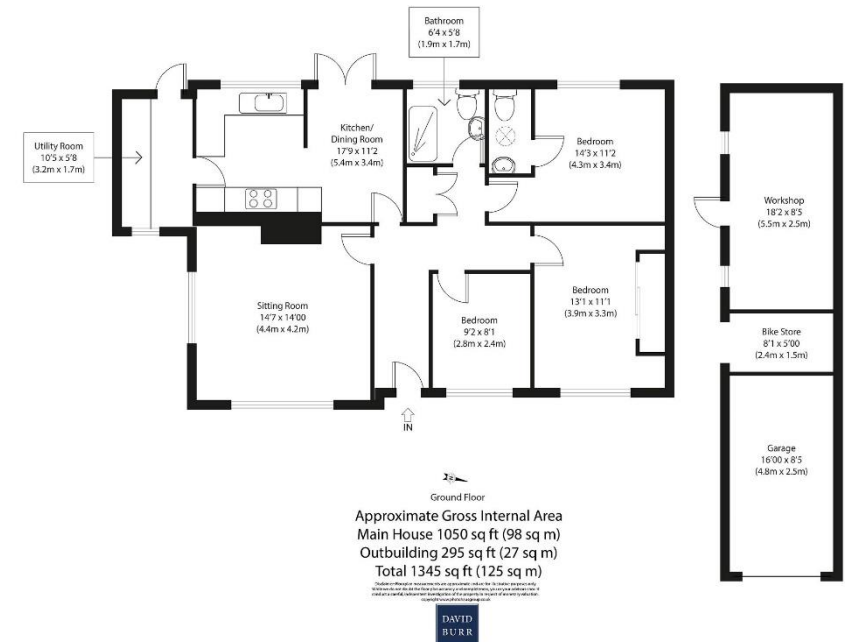 Bathroom
6'4 x 5'8
(1.9m x 1.7m)
Utility Room
10'5 x 5'8
(3.2m x 1.7m)
Kitchen/
Dining Room
17'9 x 11'2
(5.4m x 3.4m)
Bedroom
14'3 x 11'2
(4.3m x 3.4m)
Workshop
18'2 x 8'5
(5.5m x 2.5m)
Sitting Room
14'7 x 14'00
(4.4m x 4.2m)
Bedroom
9'2 x 8'1
(2.8m x 2.4m)
Bedroom
13'1 x 11'1
(3.9m x 3.3m)
Bike Store
8'1 x 5'00
(2.4m x 1.5m)
Garage
16'00 x 8'5
(4.8m x 2.5m)
IN
Ground Floor
Approximate Gross Internal Area
Main House 1050 sq ft (98 sq m)
Outbuilding 295 sq ft (27 sq m)
Total 1345 sq ft (125 sq m)
DAVID
BURR